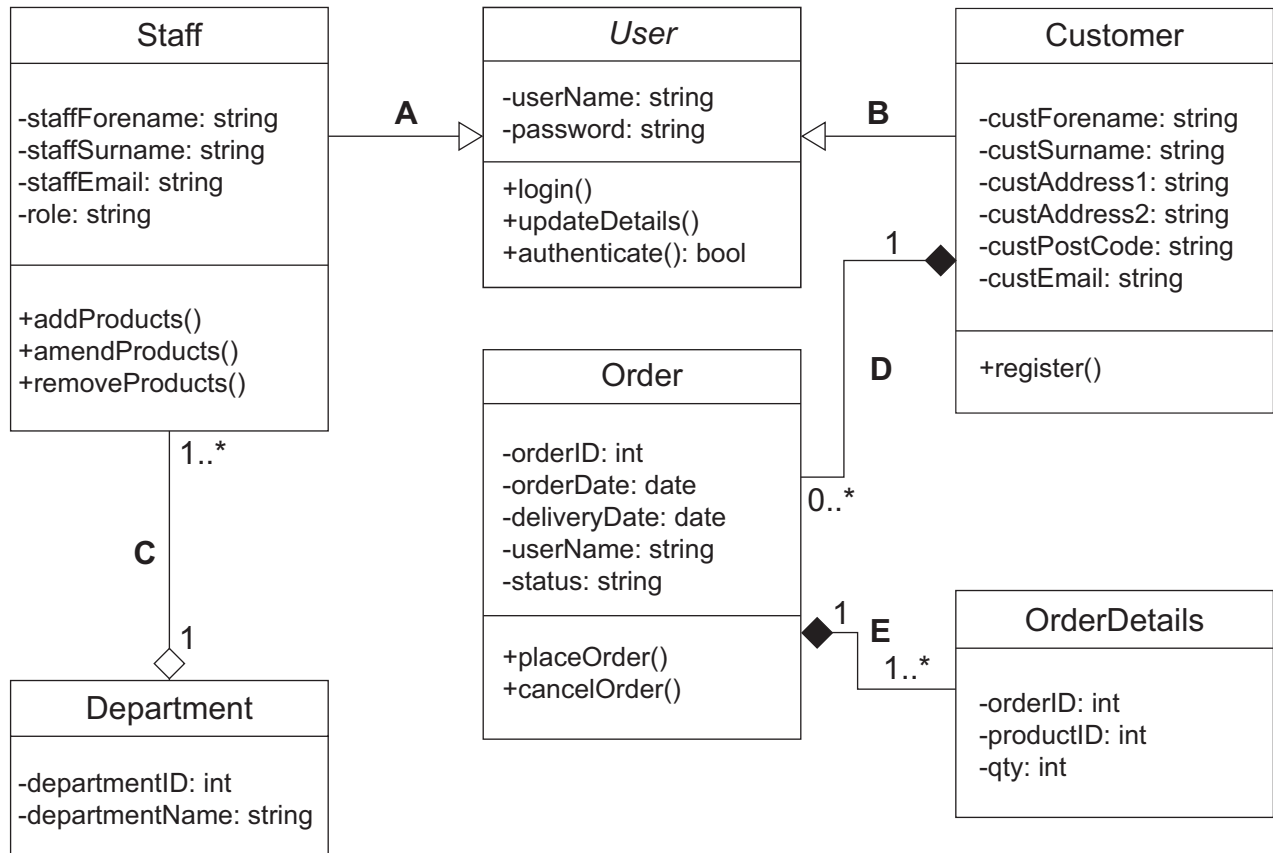 Staff
-staffForename: string
-staffSurname: string
-staffEmail: string
-role: string
+addProducts()
+amendProducts()
+removeProducts()
A
User
-userName: string
-password: string
+login()
+updateDetails()
+authenticate(): bool
B
Customer
-custForename: string
-custSurname: string
-custAddress1: string
-custAddress2: string
-custPostCode: string
-custEmail: string
+register()
1
D
0..*
1..*
C
1
Department
-departmentID: int
-departmentName: string
Order
-orderID: int
-orderDate: date
-deliveryDate: date
-userName: string
-status: string
+placeOrder()
+cancelOrder()
1
E
1..*
OrderDetails
-orderID: int
-productID: int
-qty: int